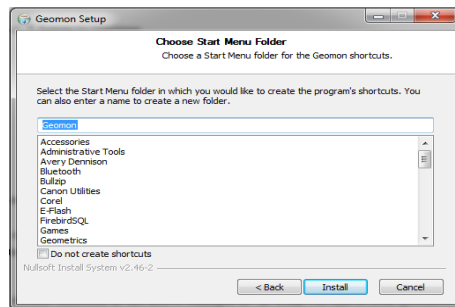 Geomon Setup
Choose Start Menu Folder
Choose a Start Menu folder for the Geomon shortcuts.
Select the Start Menu folder in which you would like to create the program's shortcuts. You
can also enter a name to create a new folder.
Geomon
Accessories
Administrative Tools
Avery Dennison
Bluetooth
Bullzip
Canon Utilities
Corel
E-Flash
FirebirdSQL
Games
Geometrics
Do not create shortcuts
Nullsoft Install System v2.46-2
< Back
Install
Cancel